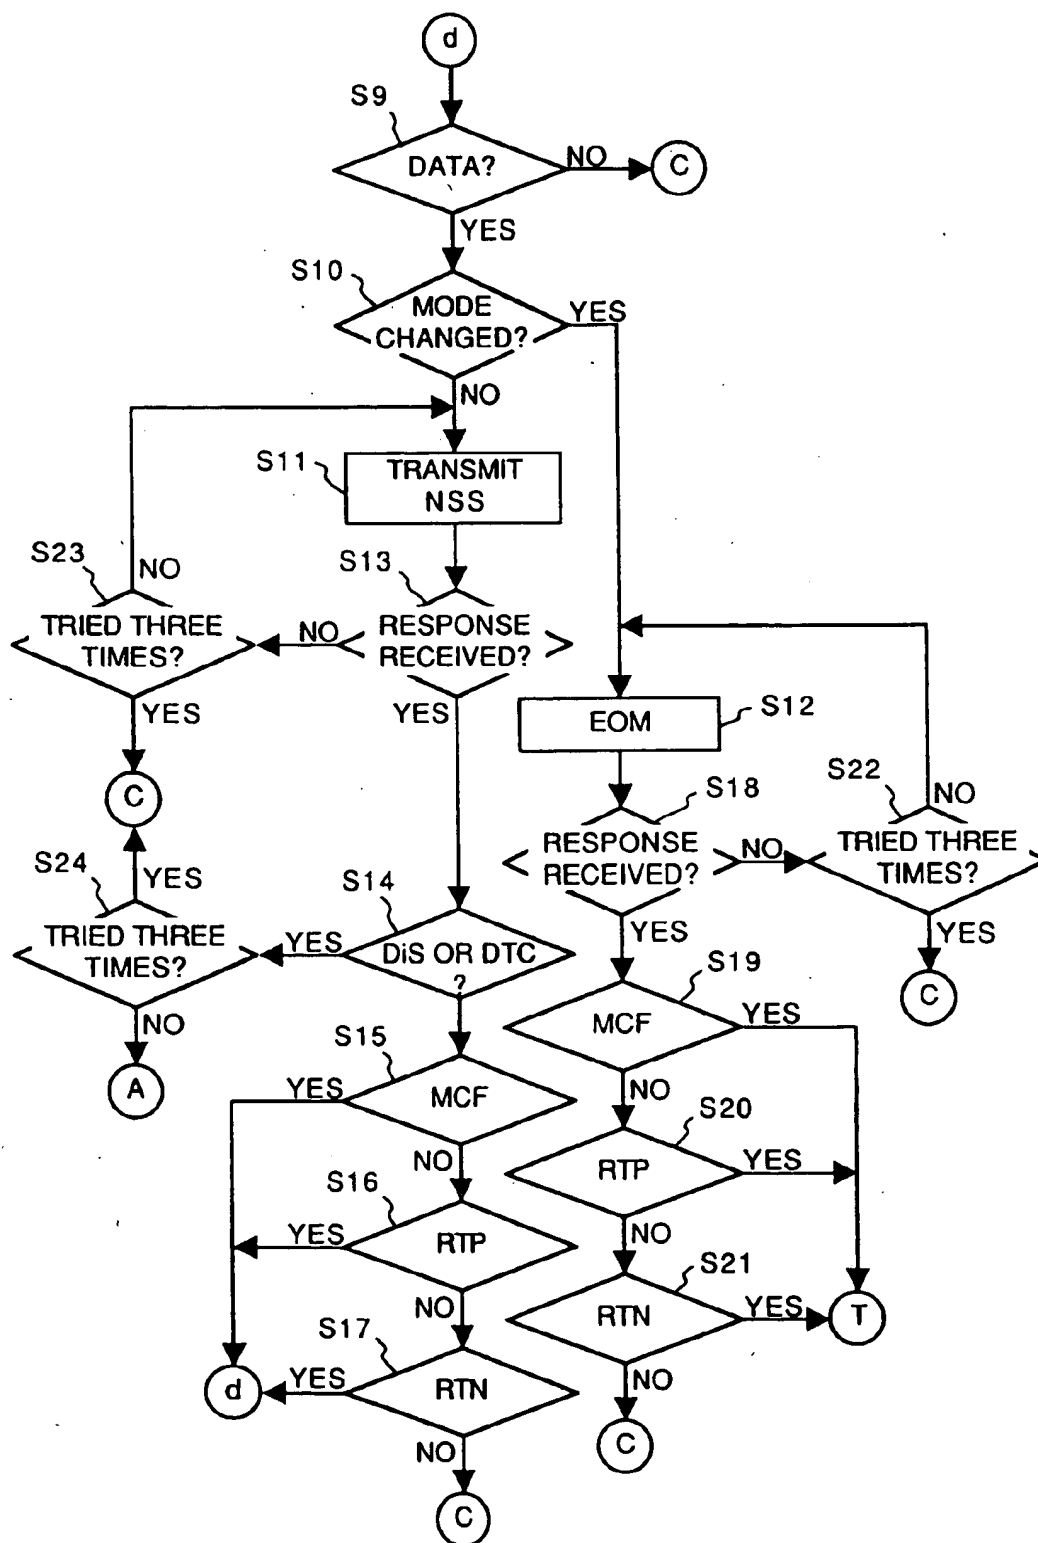 d
S9
DATA?
NO
C
YES
S10
MODE
CHANGED?
YES
NO
S11
TRANSMIT
NSS
S23
NO
S13
TRIED THREE
TIMES?
NO
RESPONSE
RECEIVED?
YES
YES
EOM
S12
C
S18
S22
NO
RESPONSE
RECEIVED?
NO
TRIED THREE
TIMES?
S24
YES
S14
TRIED THREE
TIMES?
YES
DiS OR DTC
?
YES
YES
S19
C
NO
A
S15
MCF
YES
YES
MCF
NO
S20
NO
RTP
YES
S16
YES
RTP
NO
S21
NO
RTN
YES
T
S17
d
YES
RTN
NO
C
NO
C